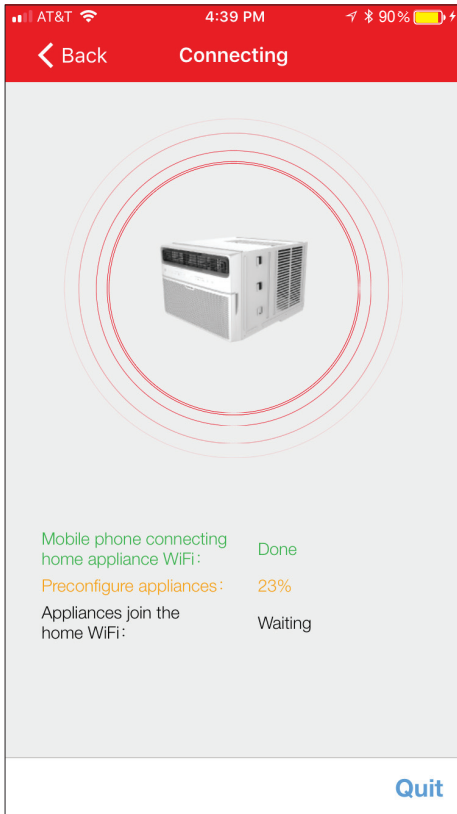 AT&T 4:39 PM 90%
Back Connecting
Mobile phone connecting
home appliance WiFi: Done
Preconfigure appliances: 23%
Appliances join the
home WiFi: Waiting
Quit